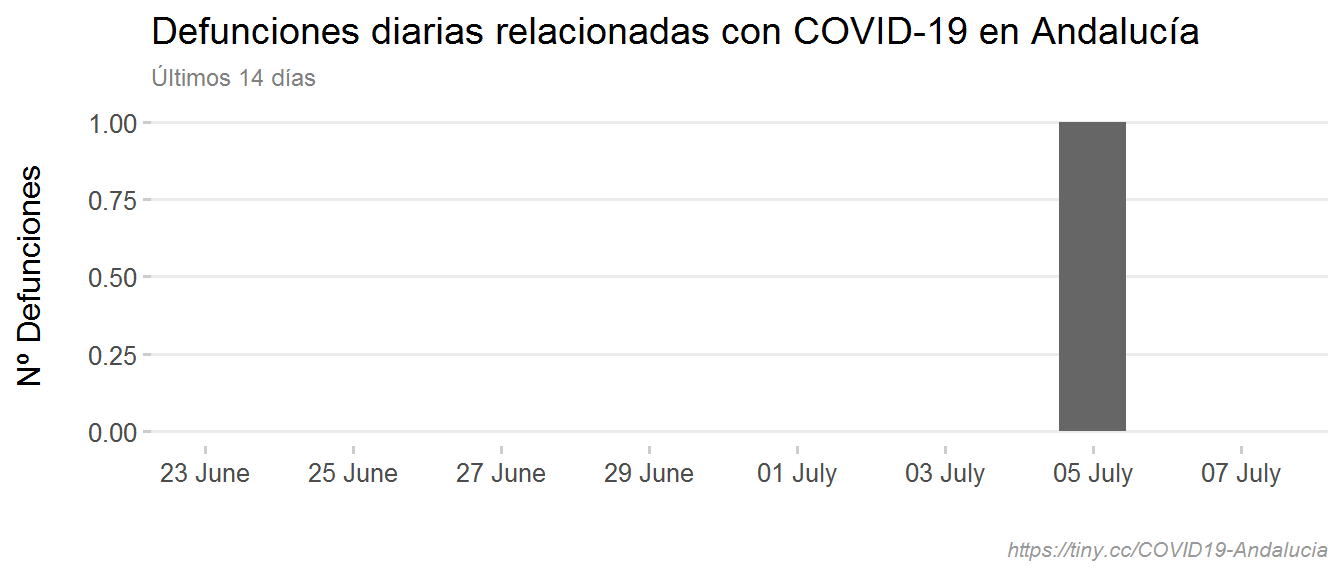 Defunciones diarias relacionadas con COVID-19 en Andalucía
Últimos 14 días
Nº Defunciones
1.00
0.75
0.50
0.25
0.00
23 June 25 June 27 June 29 June 01 July 03 July 05 July 07 July
https://tiny.cc/COVID19-Andalucia